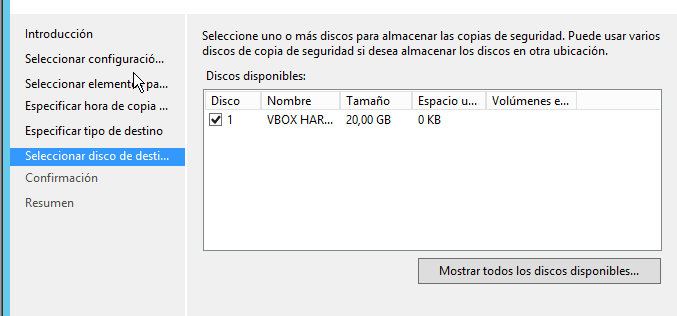 Introducción
Seleccionar configuració...
Seleccionar elemento pa...
Especificar hora de copia ...
Especificar tipo de destino
Seleccionar disco de desti...
Confirmación
Resumen
Seleccione uno o más discos para almacenar las copias de seguridad. Puede usar varios
discos de copia de seguridad si desea almacenar los discos en otra ubicación.
Discos disponibles:
Disco Nombre Tamaño Espacio u... Volúmenes e...
1 VBOX HAR... 20,00 GB 0 KB
Mostrar todos los discos disponibles...